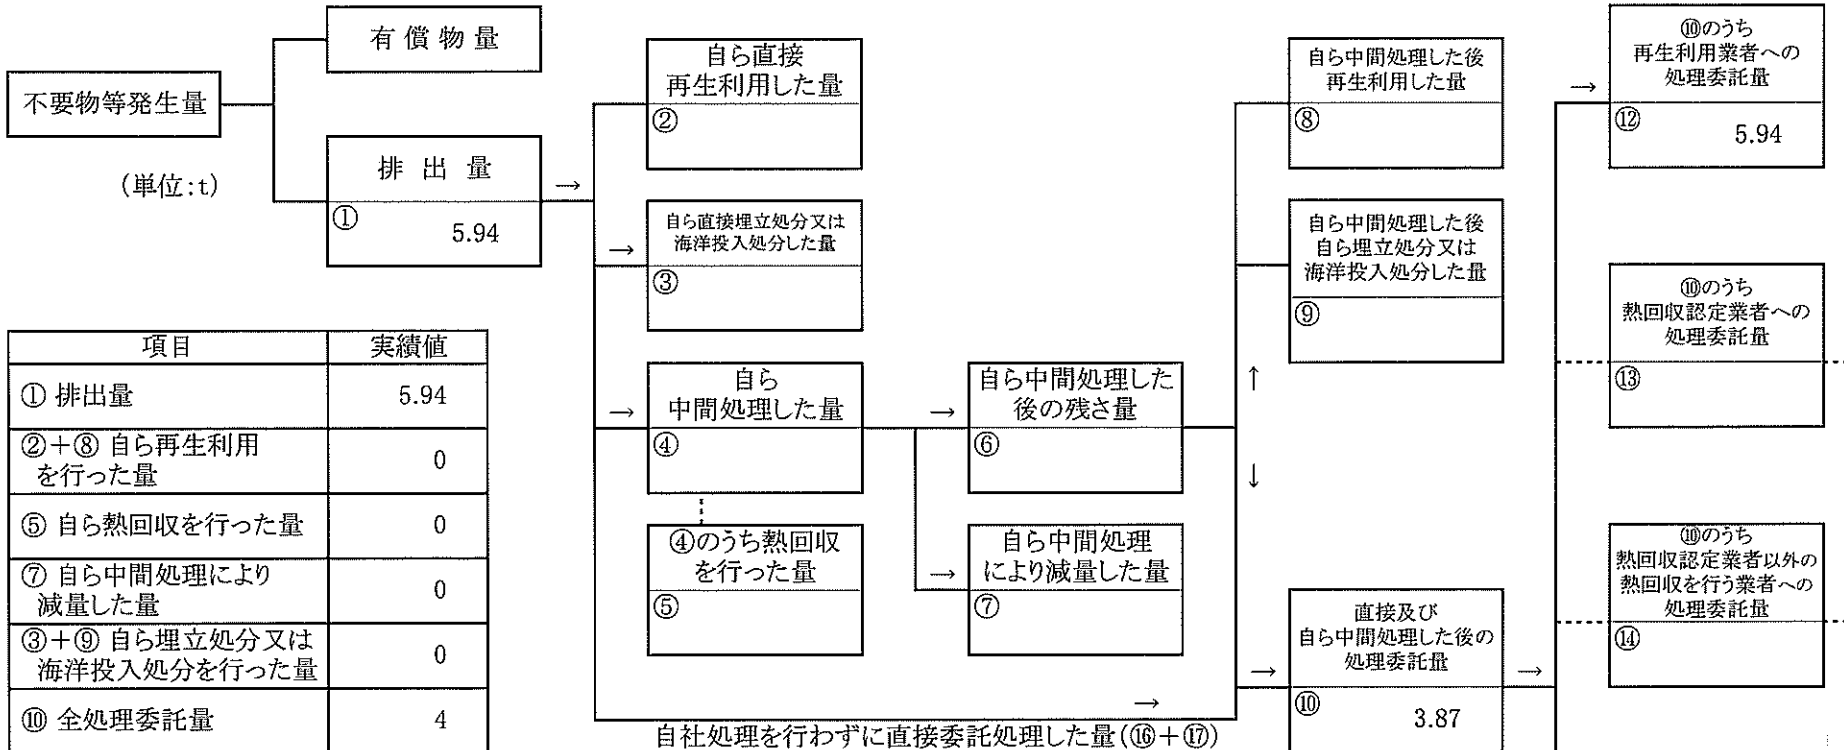 有償物量
不要物等発生量
(単位:t)
排出量
→
① 5.94
自ら直接
再生利用した量
②
→
自ら直接埋立処分又は
海洋投入処分した量
③
→
自ら
中間処理した量
④
④のうち熱回収
を行った量
⑤
→
自ら中間処理した
後の残さ量
⑥
→
自ら中間処理
により減量した量
⑦
↑
↓
自ら中間処理した後
再生利用した量
⑧
自ら中間処理した後
自ら埋立処分又は
海洋投入処分した量
⑨
→
直接及び
自ら中間処理した後の
処理委託量
⑩ 3.87
→
→
⑩のうち
再生利用業者への
処理委託量
⑫ 5.94
⑩のうち
熱回収認定業者への
処理委託量
⑬
⑩のうち
熱回収認定業者以外の
熱回収を行う業者への
処理委託量
⑭
→
自社処理を行わずに直接委託処理した量(⑯+⑰)
項目 実績値
① 排出量 5.94
②+⑧ 自ら再生利用
を行った量 0
⑤ 自ら熱回収を行った量 0
⑦ 自ら中間処理により
減量した量 0
③+⑨ 自ら埋立処分又は
海洋投入処分を行った量 0
⑩ 全処理委託量 4